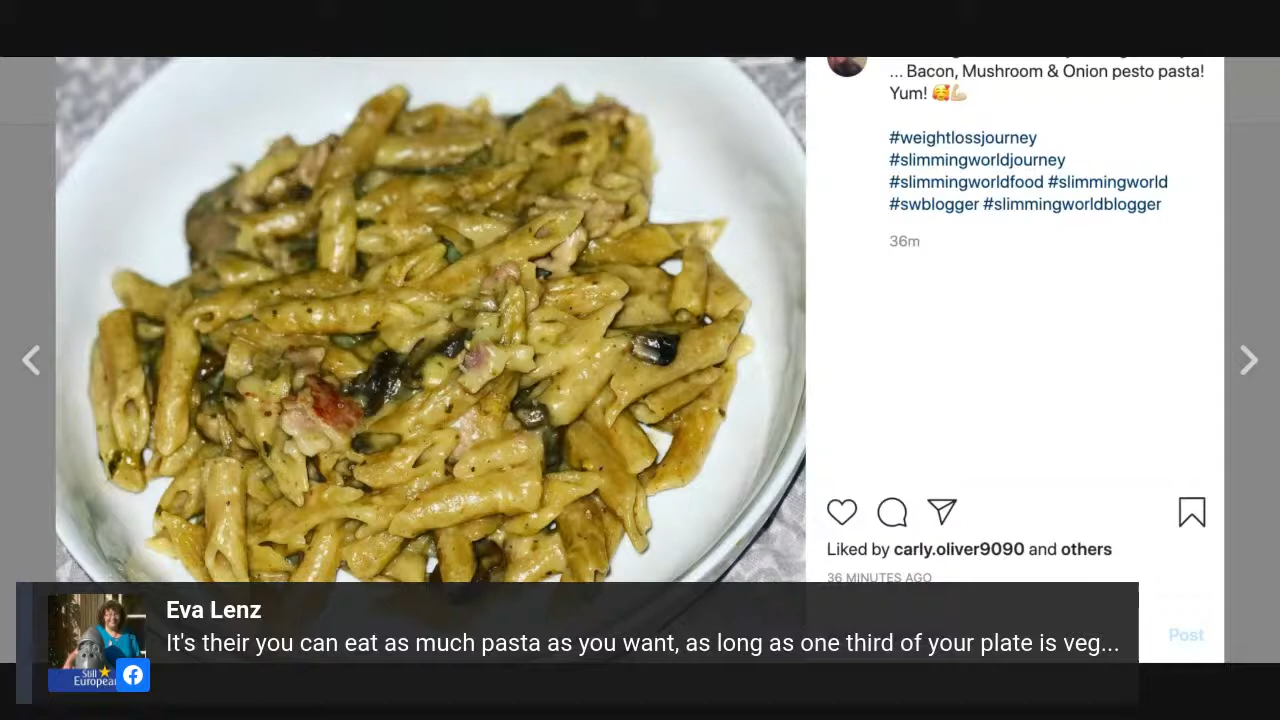 ... Bacon, Mushroom & Onion pesto pasta!
Yum! 🥰💪🏼
#weightlossjourney
#slimmingworldjourney
#slimmingworldfood #slimmingworld
#swblogger #slimmingworldblogger
36m
Liked by carly.oliver9090 and others
36 MINUTES AGO
Post
Eva Lenz
It's their you can eat as much pasta as you want, as long as one third of your plate is veg...
Still
European